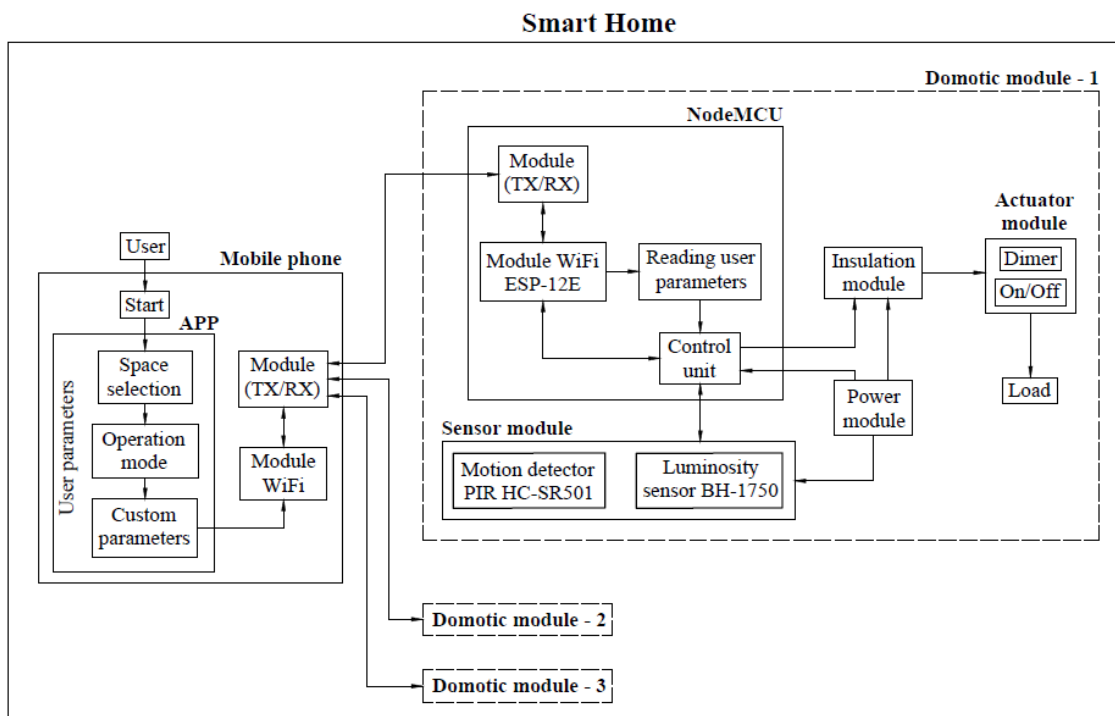 Smart Home
Domotic module - 1
NodeMCU
Module
(TX/RX)
Actuator
module
User
Mobile phone
Module WiFi
ESP-12E
Reading user
parameters
Insulation
module
Dimer
On/Off
Start
APP
User parameters
Space
selection
Module
(TX/RX)
Control
unit
Load
Power
module
Operation
mode
Module
WiFi
Custom
parameters
Sensor module
Motion detector
PIR HC-SR501
Luminosity
sensor BH-1750
Domotic module - 2
Domotic module - 3